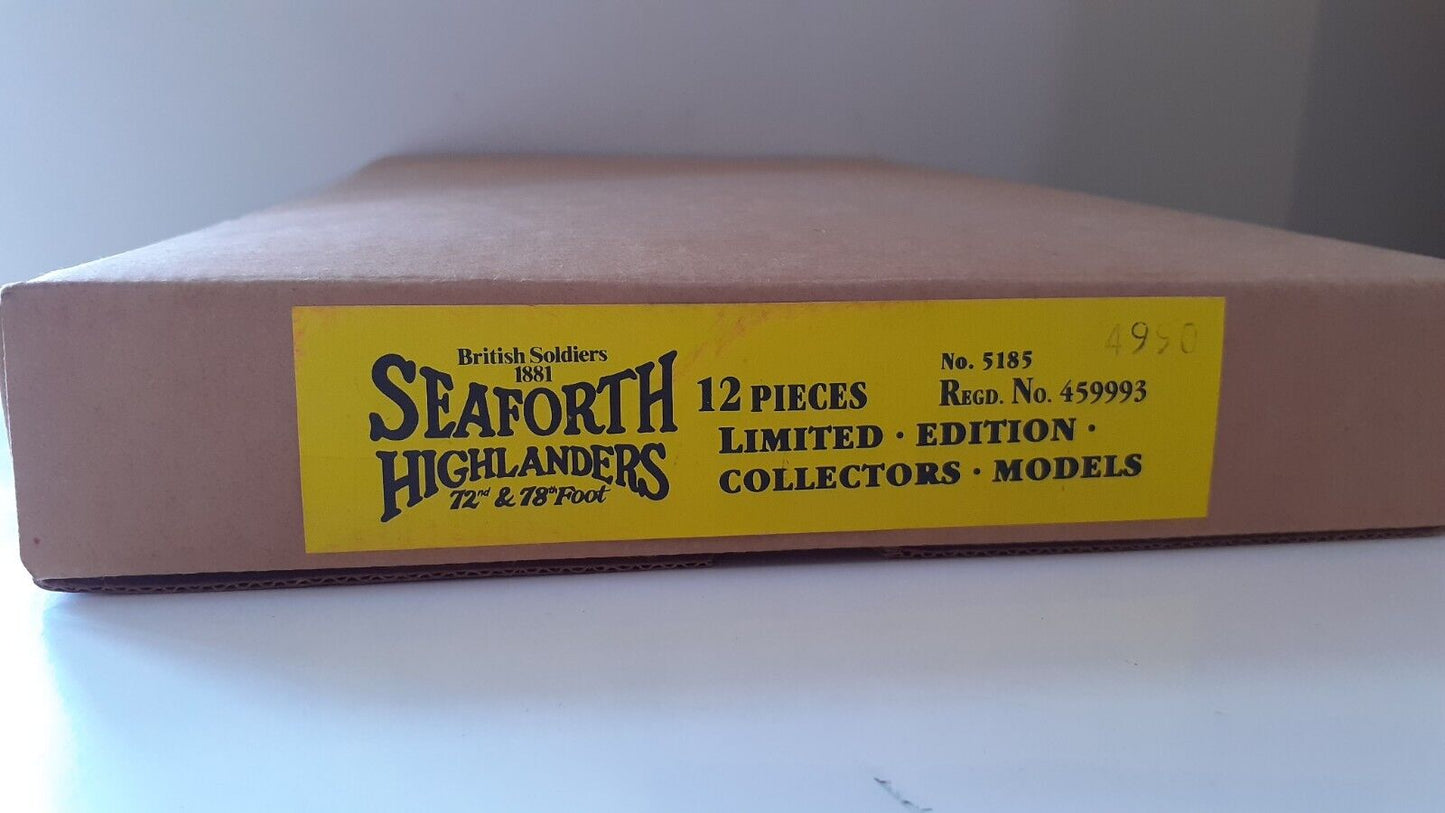 British Soldiers
1881
SEAFORTH
HIGHLANDERS
72nd & 78th Foot
12 PIECES
No. 5185
REGD. No. 459993
LIMITED · EDITION ·
COLLECTORS · MODELS
4990